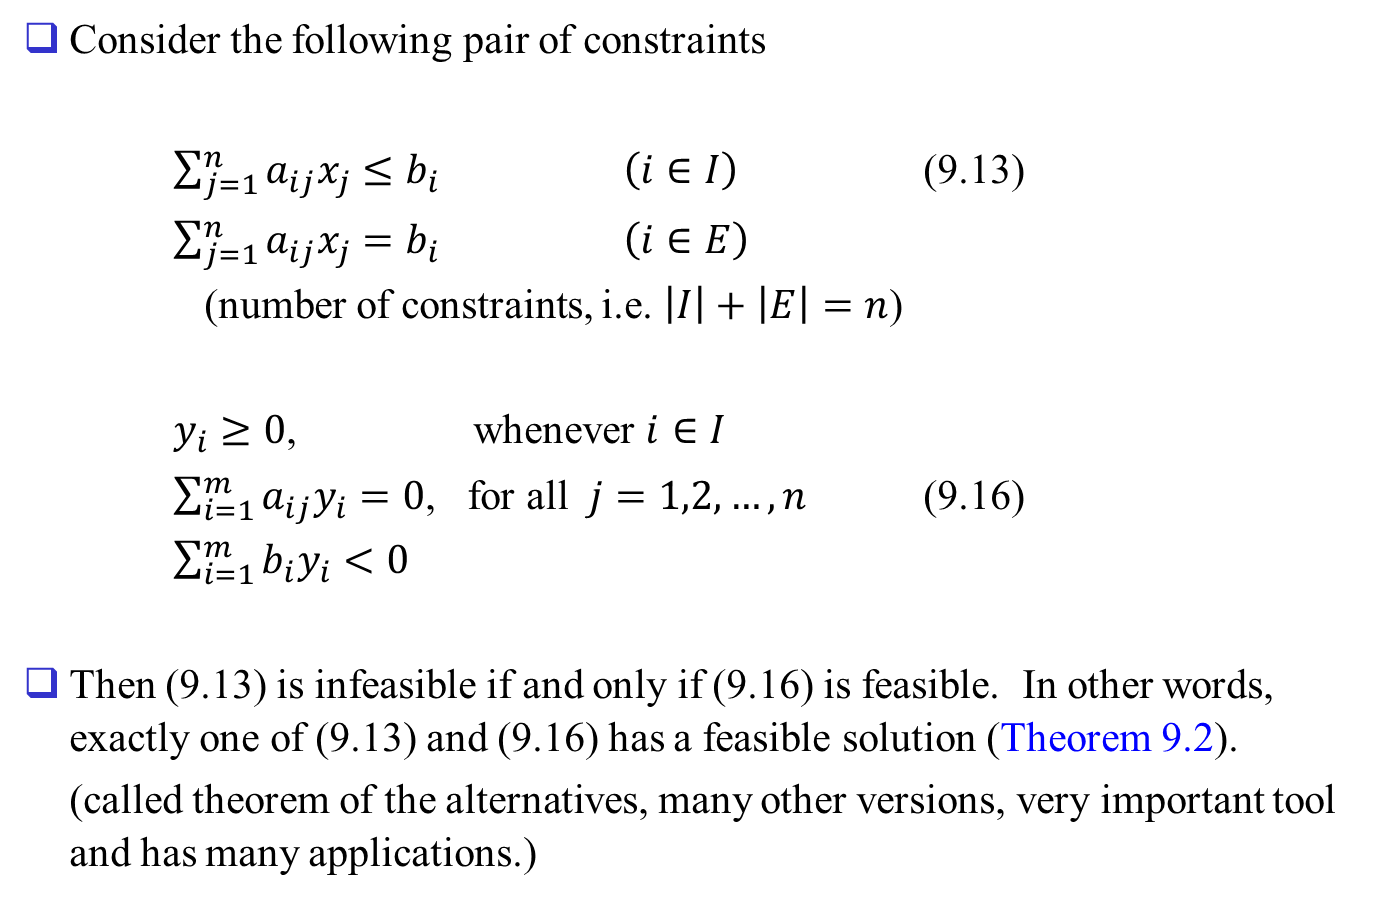 ❑ Consider the following pair of constraints
∑ⁿⱼ₌₁ aᵢⱼxⱼ ≤ bᵢ (i ∈ I) (9.13)
∑ⁿⱼ₌₁ aᵢⱼxⱼ = bᵢ (i ∈ E)
(number of constraints, i.e. |I| + |E| = n)
yᵢ ≥ 0, whenever i ∈ I
∑ᵐᵢ₌₁ aᵢⱼyᵢ = 0, for all j = 1,2, … , n (9.16)
∑ᵐᵢ₌₁ bᵢyᵢ < 0
❑ Then (9.13) is infeasible if and only if (9.16) is feasible. In other words,
exactly one of (9.13) and (9.16) has a feasible solution (Theorem 9.2).
(called theorem of the alternatives, many other versions, very important tool
and has many applications.)